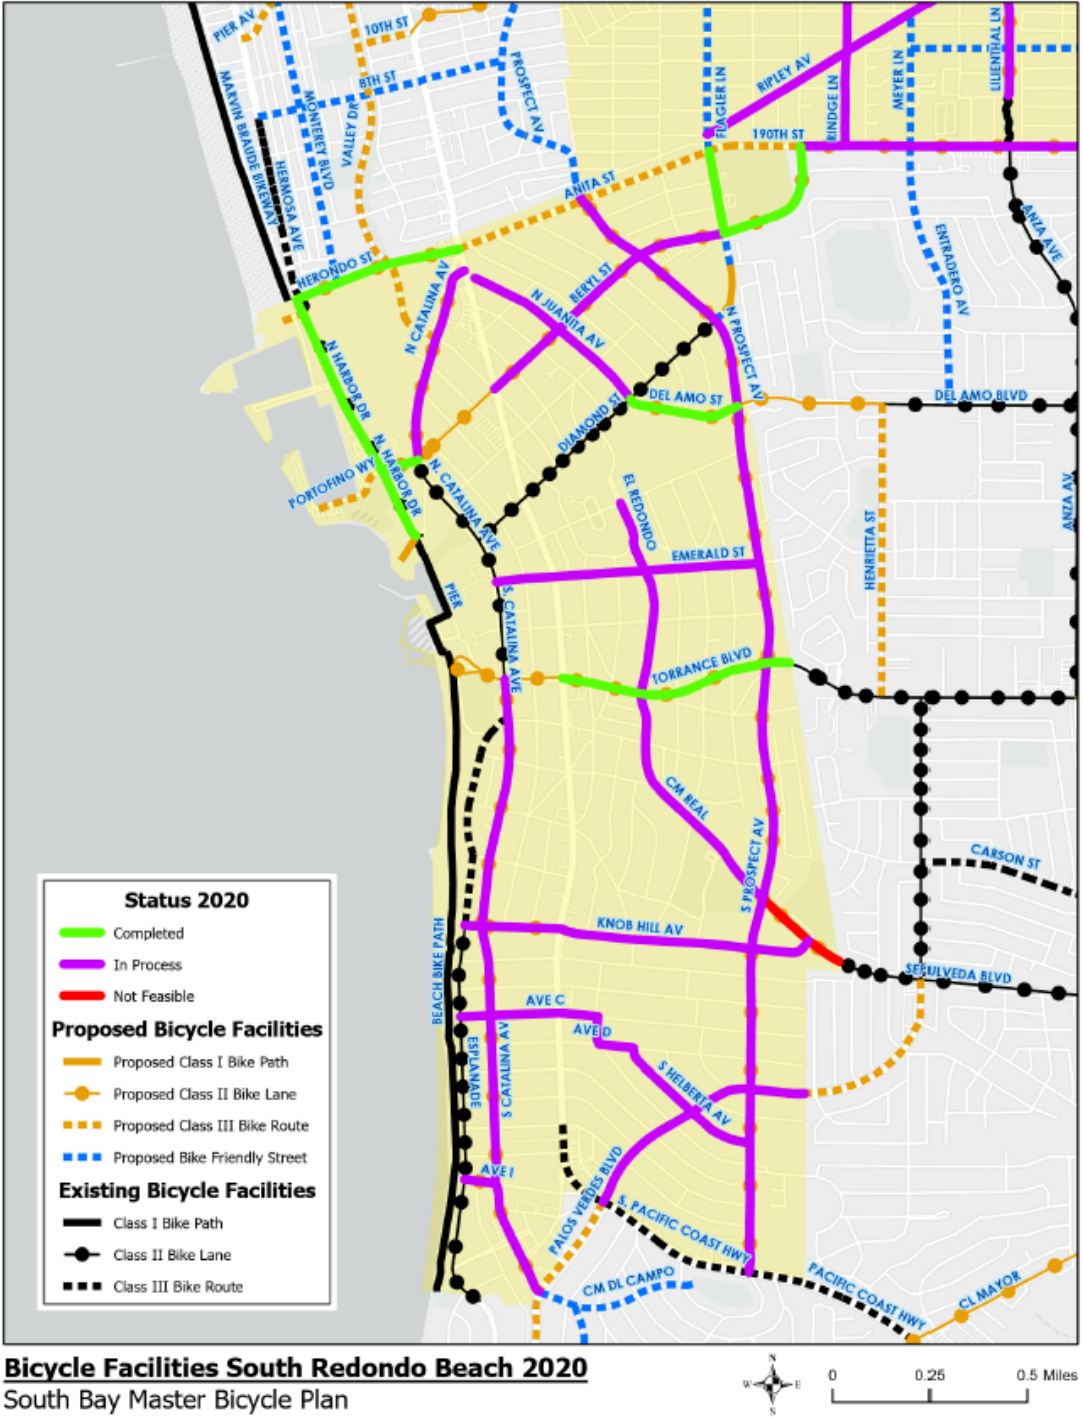 PIER AV
10TH ST
8TH ST
PROSPECT AV
MARVIN BRAUDE BIKEWAY
MONTEREY BLVD
VALLEY DR
HERMOSA AVE
FLAGLER LN
RIPLEY AV
RINDGE LN
MEYER LN
LILIENTHAL LN
190TH ST
ANITA ST
ANZA AVE
ENTRADERO AV
HERONDO ST
N CATALINA AV
BERYL ST
N JUANITA AV
N PROSPECT AV
N HARBOR DR
DEL AMO ST
DEL AMO BLVD
DIAMOND ST
N. HARBOR DR
PORTOFINO WY
N. CATALINA AVE
EL REDONDO
ANZA AV
HENRIETTA ST
EMERALD ST
PIER
S. CATALINA AVE
TORRANCE BLVD
CM REAL
S PROSPECT AV
CARSON ST
KNOB HILL AV
BEACH BIKE PATH
SEPULVEDA BLVD
AVE C
AVE D
ESPLANADE
S CATALINA AV
S HELBERTA AV
AVE I
PALOS VERDES BLVD
S. PACIFIC COAST HWY
CM DL CAMPO
PACIFIC COAST HWY
CL MAYOR
Status 2020
Completed
In Process
Not Feasible
Proposed Bicycle Facilities
Proposed Class I Bike Path
Proposed Class II Bike Lane
Proposed Class III Bike Route
Proposed Bike Friendly Street
Existing Bicycle Facilities
Class I Bike Path
Class II Bike Lane
Class III Bike Route
Bicycle Facilities South Redondo Beach 2020
South Bay Master Bicycle Plan
N
W E
S
0 0.25 0.5 Miles